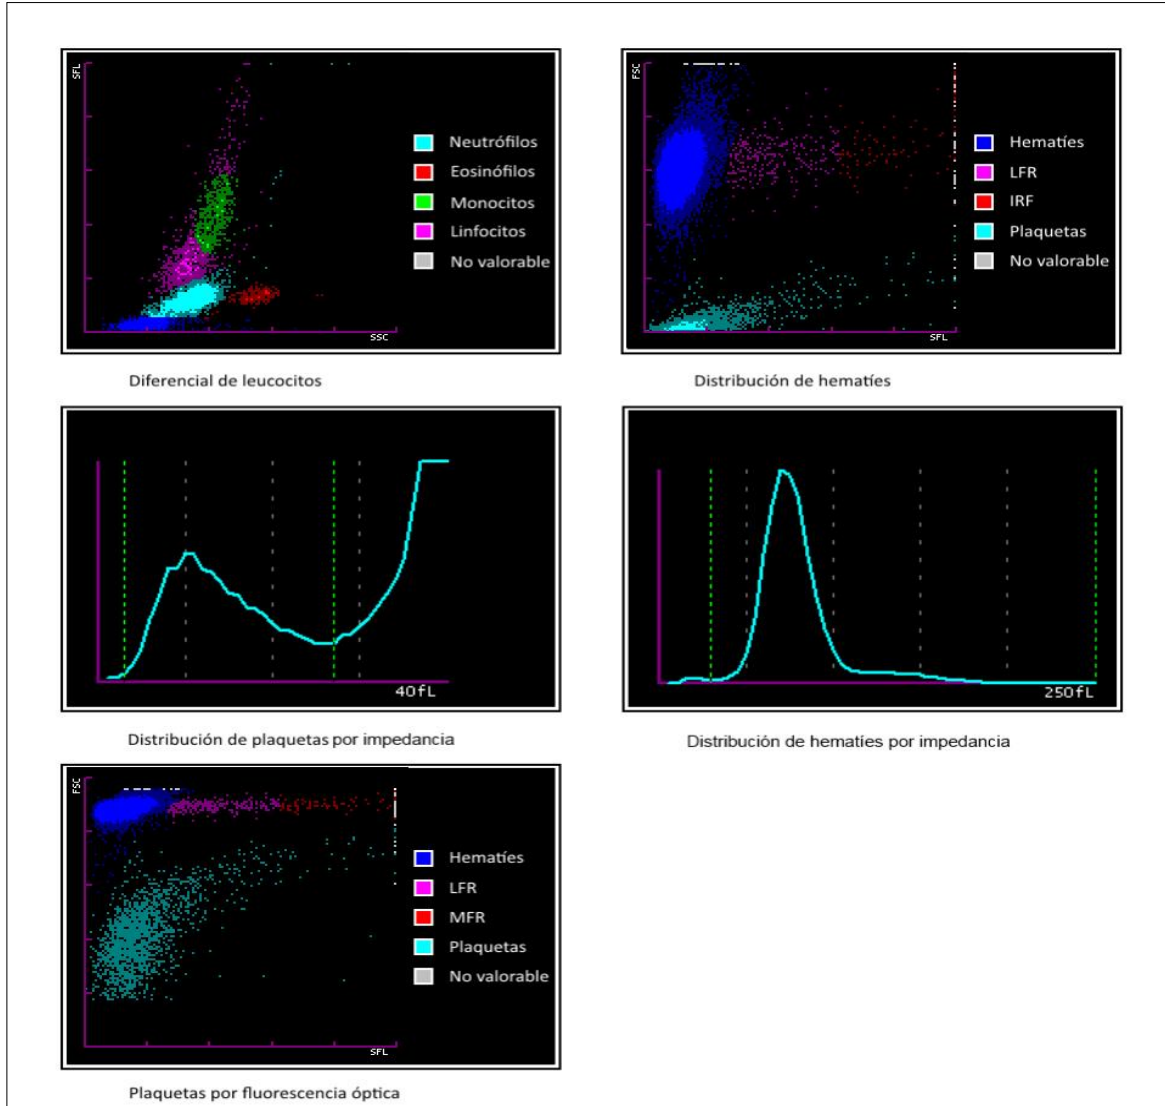 SFL
Neutrófilos
Eosinófilos
Monocitos
Linfocitos
No valorable
SSC
Diferencial de leucocitos
FSC
Hematíes
LFR
IRF
Plaquetas
No valorable
SFL
Distribución de hematíes
40fL
Distribución de plaquetas por impedancia
250fL
Distribución de hematíes por impedancia
FSC
Hematíes
LFR
MFR
Plaquetas
No valorable
SFL
Plaquetas por fluorescencia óptica